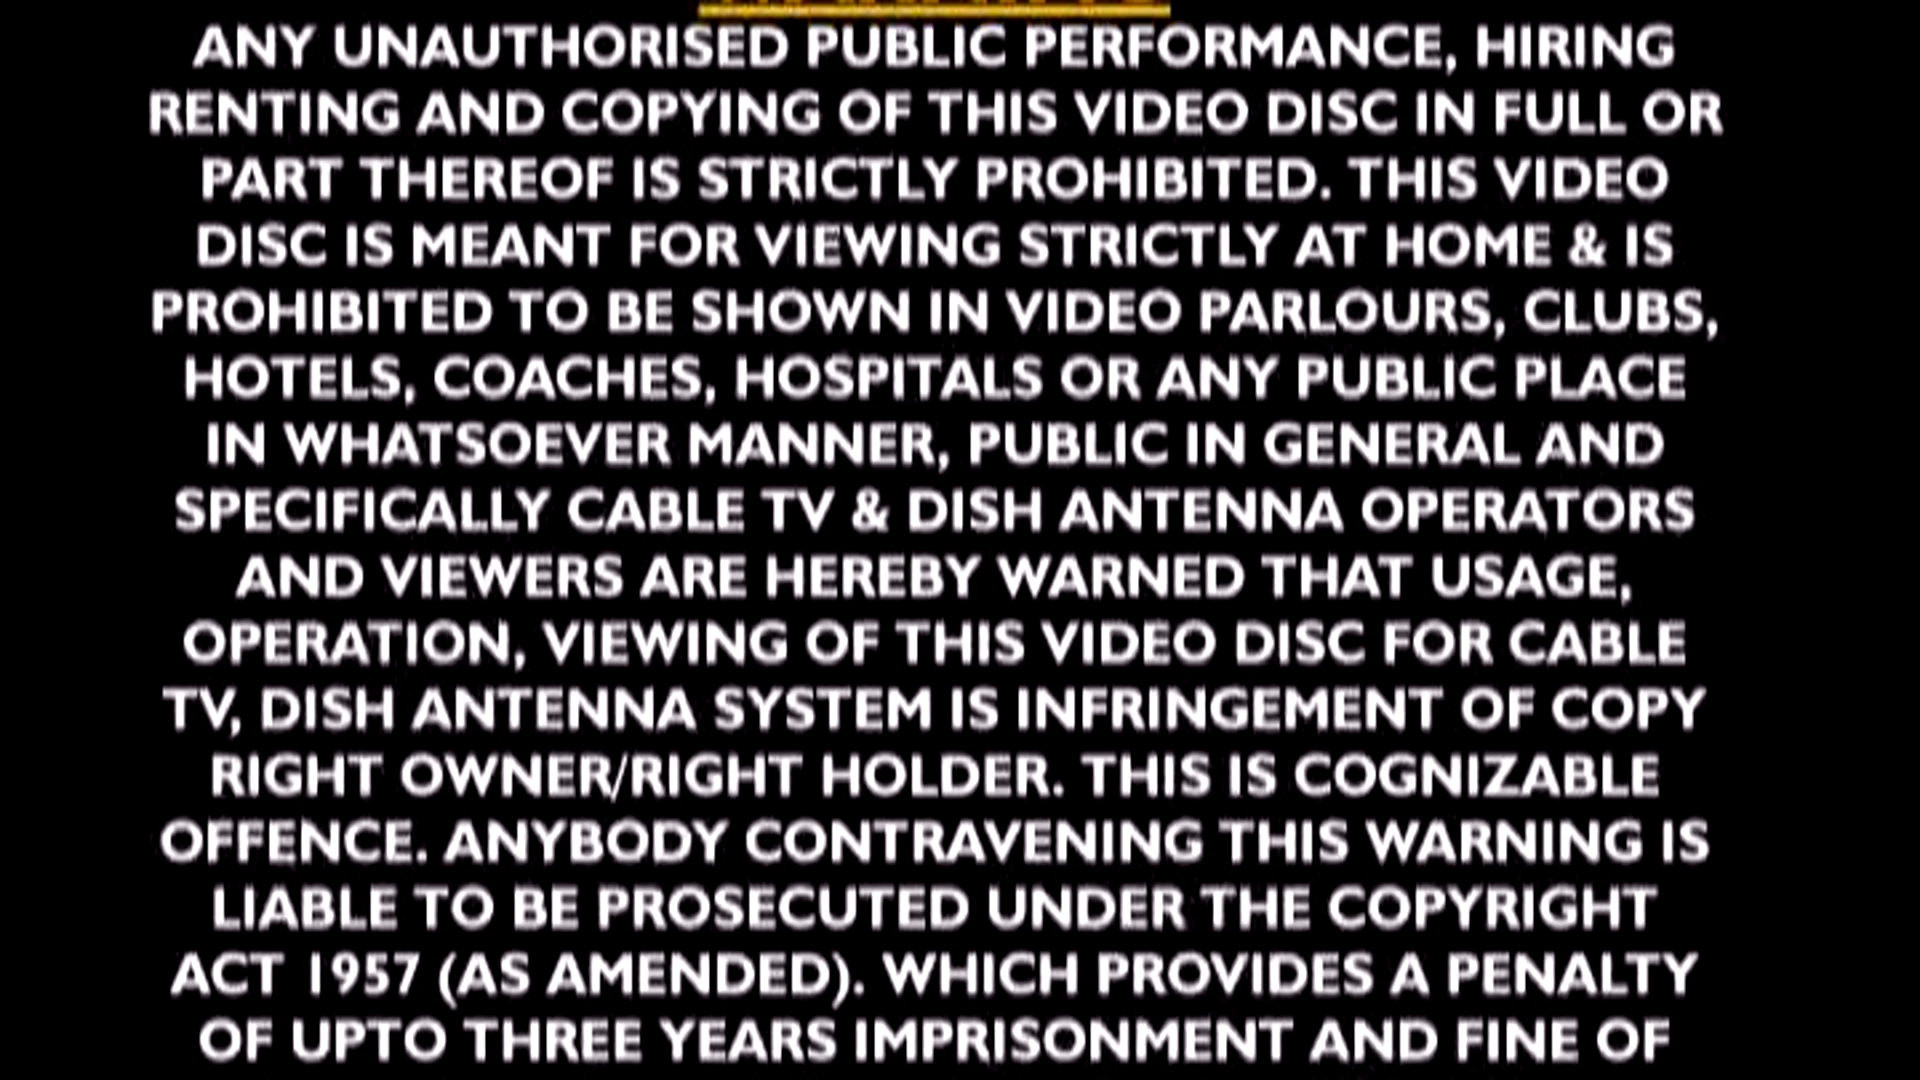 ANY UNAUTHORISED PUBLIC PERFORMANCE, HIRING
RENTING AND COPYING OF THIS VIDEO DISC IN FULL OR
PART THEREOF IS STRICTLY PROHIBITED. THIS VIDEO
DISC IS MEANT FOR VIEWING STRICTLY AT HOME & IS
PROHIBITED TO BE SHOWN IN VIDEO PARLOURS, CLUBS,
HOTELS, COACHES, HOSPITALS OR ANY PUBLIC PLACE
IN WHATSOEVER MANNER, PUBLIC IN GENERAL AND
SPECIFICALLY CABLE TV & DISH ANTENNA OPERATORS
AND VIEWERS ARE HEREBY WARNED THAT USAGE,
OPERATION, VIEWING OF THIS VIDEO DISC FOR CABLE
TV, DISH ANTENNA SYSTEM IS INFRINGEMENT OF COPY
RIGHT OWNER/RIGHT HOLDER. THIS IS COGNIZABLE
OFFENCE. ANYBODY CONTRAVENING THIS WARNING IS
LIABLE TO BE PROSECUTED UNDER THE COPYRIGHT
ACT 1957 (AS AMENDED). WHICH PROVIDES A PENALTY
OF UPTO THREE YEARS IMPRISONMENT AND FINE OF